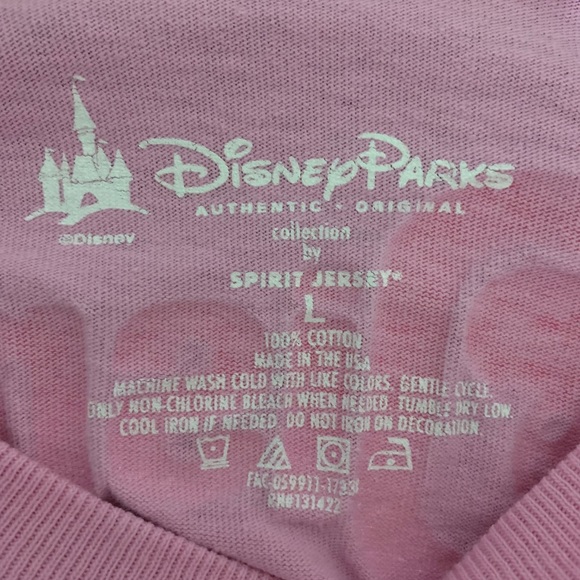 DISNEY PARKS
AUTHENTIC • ORIGINAL
©Disney
collection
by
SPIRIT JERSEY®
L
100% COTTON
MADE IN THE USA
MACHINE WASH COLD WITH LIKE COLORS. GENTLE CYCLE.
ONLY NON-CHLORINE BLEACH WHEN NEEDED. TUMBLE DRY LOW.
COOL IRON IF NEEDED. DO NOT IRON ON DECORATION.
RN#131422